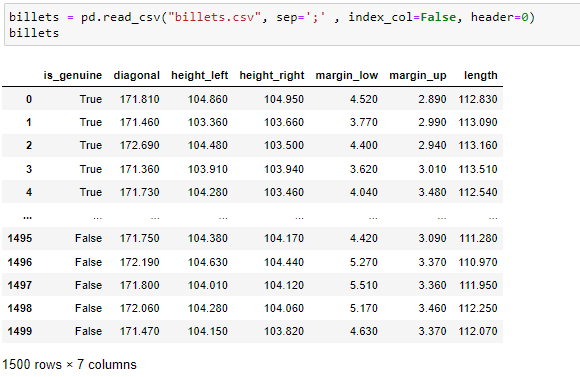 billets = pd.read_csv("billets.csv", sep=';' , index_col=False, header=0)
billets
is_genuine diagonal height_left height_right margin_low margin_up length
0 True 171.810 104.860 104.950 4.520 2.890 112.830
1 True 171.460 103.360 103.660 3.770 2.990 113.090
2 True 172.690 104.480 103.500 4.400 2.940 113.160
3 True 171.360 103.910 103.940 3.620 3.010 113.510
4 True 171.730 104.280 103.460 4.040 3.480 112.540
... ... ... ... ... ... ... ...
1495 False 171.750 104.380 104.170 4.420 3.090 111.280
1496 False 172.190 104.630 104.440 5.270 3.370 110.970
1497 False 171.800 104.010 104.120 5.510 3.360 111.950
1498 False 172.060 104.280 104.060 5.170 3.460 112.250
1499 False 171.470 104.150 103.820 4.630 3.370 112.070
1500 rows × 7 columns